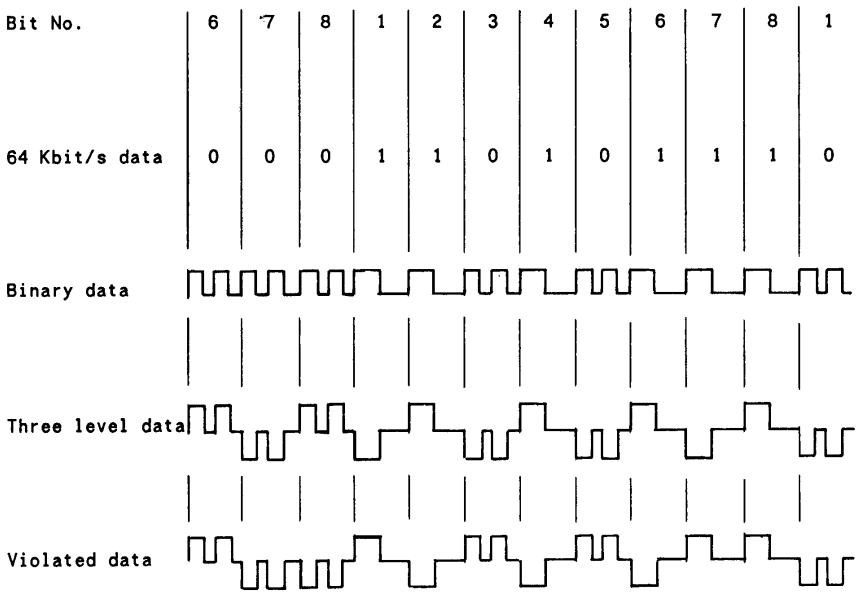 Bit No. 6 7 8 1 2 3 4 5 6 7 8 1
64 Kbit/s data 0 0 0 1 1 0 1 0 1 1 1 0
Binary data
Three level data
Violated data